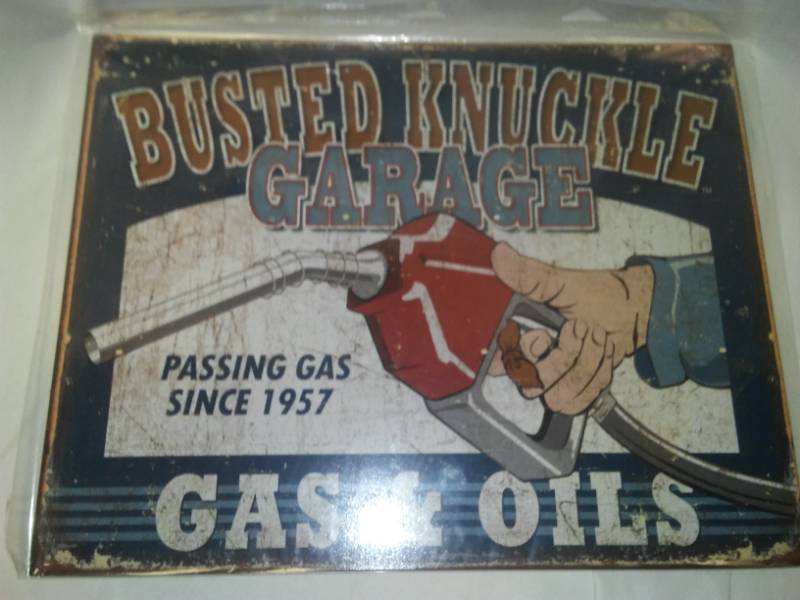 BUSTED KNUCKLE
GARAGE
PASSING GAS
SINCE 1957
GAS & OILS